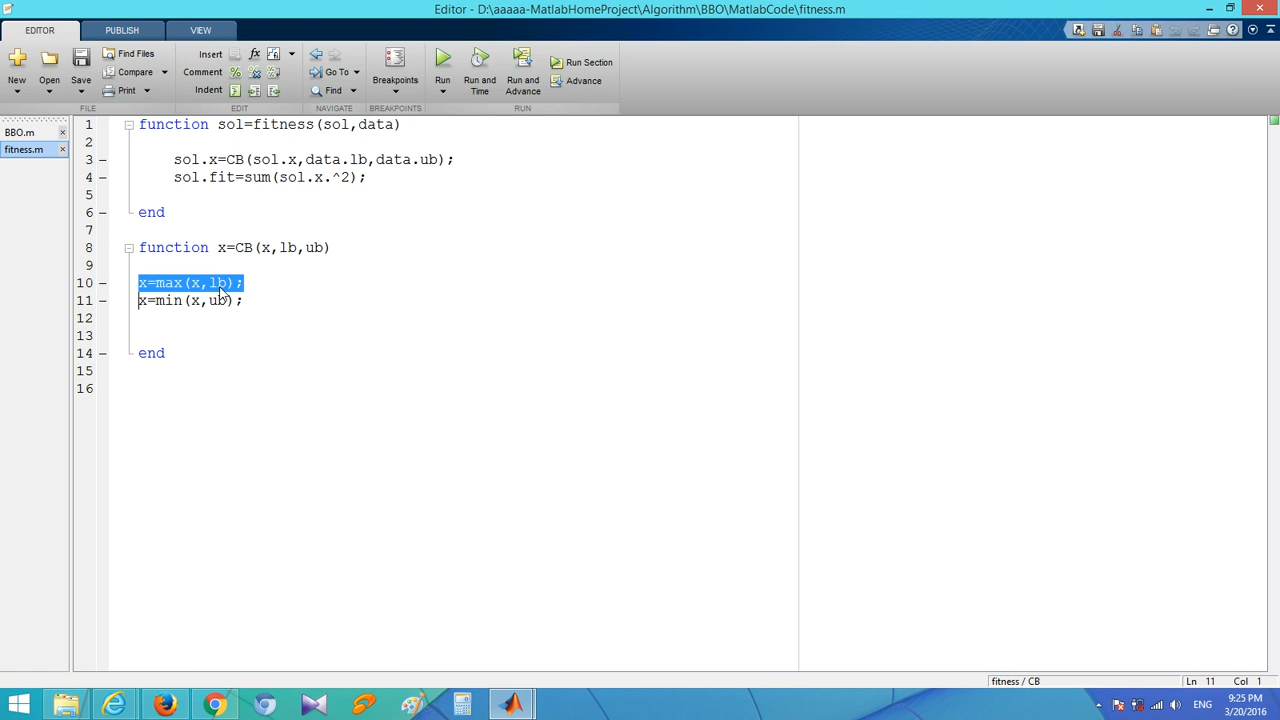 Editor - D:\aaaaa-MatlabHomeProject\Algorithm\BBO\MatlabCode\fitness.m
EDITOR PUBLISH VIEW
New Open Save Find Files Compare Print
Insert Comment Indent fx
Go To Find
Breakpoints
Run Run and Time Run and Advance Run Section Advance
FILE EDIT NAVIGATE BREAKPOINTS RUN
BBO.m
fitness.m
1 function sol=fitness(sol,data)
2
3 sol.x=CB(sol.x,data.lb,data.ub);
4 sol.fit=sum(sol.x.^2);
5
6 end
7
8 function x=CB(x,lb,ub)
9
10 x=max(x,lb);
11 x=min(x,ub);
12
13
14 end
15
16
fitness / CB Ln 11 Col 1
ENG 9:25 PM
3/20/2016